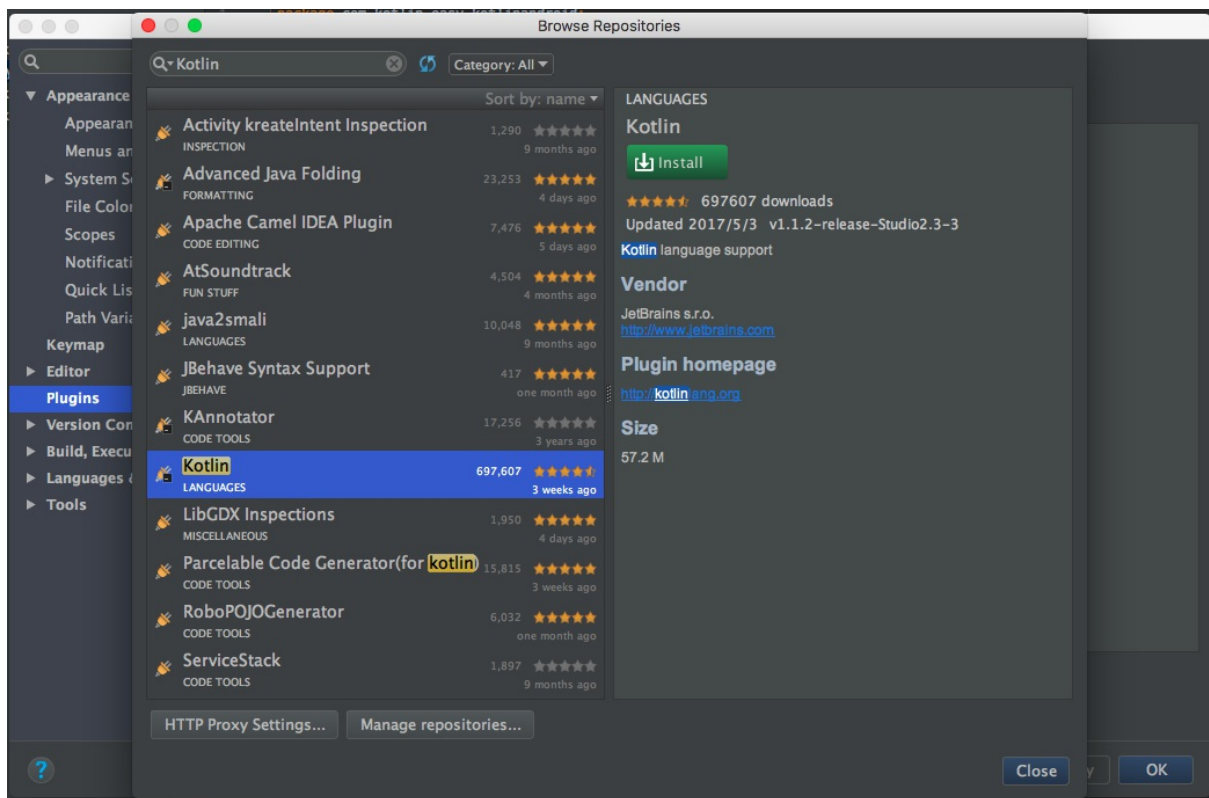 package com.kotlin.easy.kotlinandroid;
Browse Repositories
Kotlin
Category: All
Appearance
Menus
System
File
Scopes
Quick
Path
Keymap
Editor
Plugins
Version
Build,
Languages
Tools
Sort by: name
Activity kreateIntent Inspection 1,290
INSPECTION 9 months ago
Advanced Java Folding 23,253
FORMATTING 4 days ago
Apache Camel IDEA Plugin 7,476
CODE EDITING 5 days ago
AtSoundtrack 4,504
FUN STUFF 4 months ago
java2smali 10,048
LANGUAGES 9 months ago
JBehave Syntax Support 417
JBEHAVE one month ago
KAnnotator 17,256
CODE TOOLS 3 years ago
Kotlin 697,607
LANGUAGES 3 weeks ago
LibGDX Inspections 1,950
MISCELLANEOUS 4 days ago
Parcelable Code Generator(for kotlin) 15,815
CODE TOOLS 3 weeks ago
RoboPOJOGenerator 6,032
CODE TOOLS one month ago
ServiceStack 1,897
CODE TOOLS 9 months ago
LANGUAGES
Kotlin
Install
697607 downloads
Updated 2017/5/3 v1.1.2-release-Studio2.3-3
Kotlin language support
Vendor
JetBrains s.r.o.
http://www.jetbrains.com
Plugin homepage
http://kotlinlang.org
Size
57.2 M
HTTP Proxy Settings... Manage repositories...
? Close OK